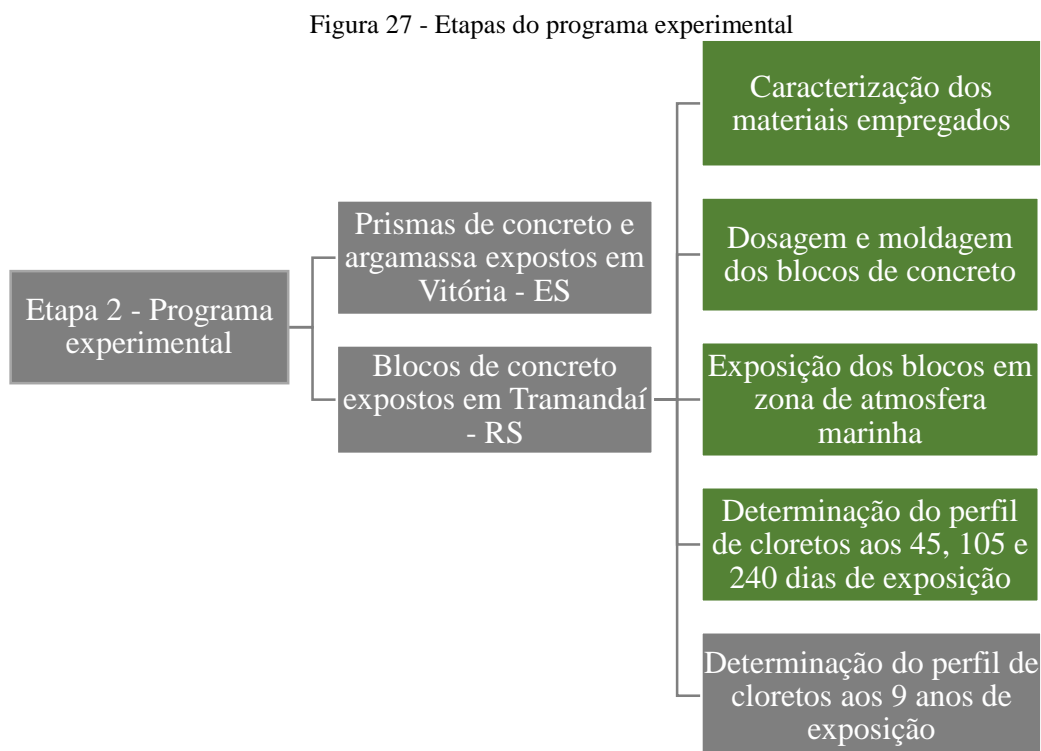 Figura 27 - Etapas do programa experimental
Etapa 2 - Programa
experimental
Prismas de concreto e
argamassa expostos em
Vitória - ES
Blocos de concreto
expostos em Tramandaí
- RS
Caracterização dos
materiais empregados
Dosagem e moldagem
dos blocos de concreto
Exposição dos blocos em
zona de atmosfera
marinha
Determinação do perfil
de cloretos aos 45, 105 e
240 dias de exposição
Determinação do perfil de
cloretos aos 9 anos de
exposição